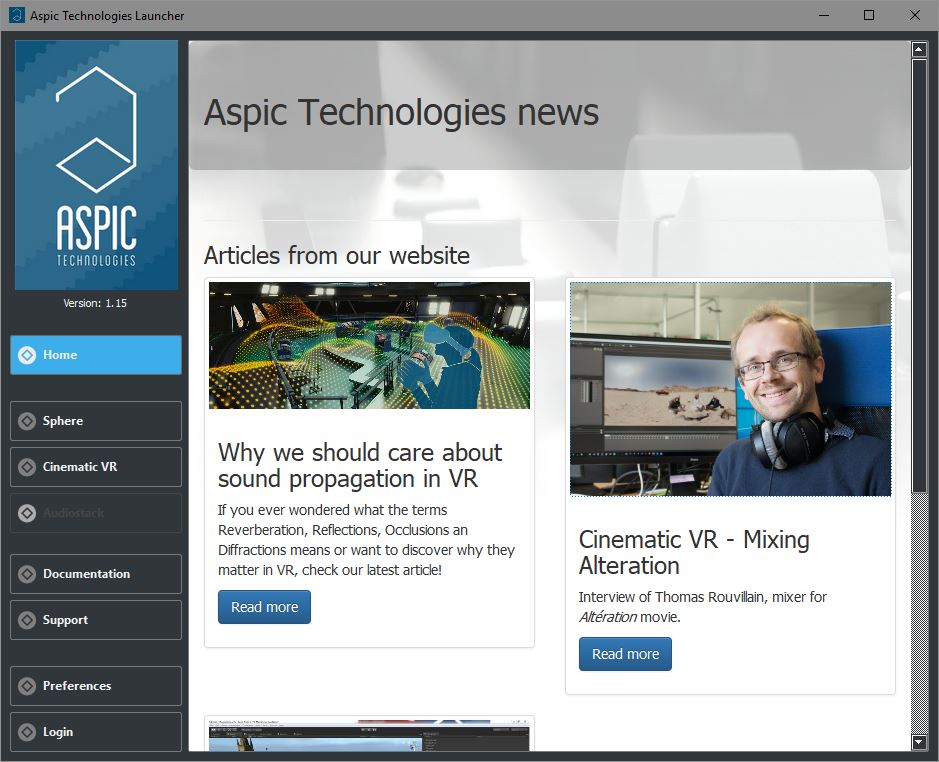 Aspic Technologies Launcher
ASPIC
TECHNOLOGIES
Version: 1.15
Home
Sphere
Cinematic VR
Audiostack
Documentation
Support
Preferences
Login
Aspic Technologies news
Articles from our website
Why we should care about
sound propagation in VR
If you ever wondered what the terms
Reverberation, Reflections, Occlusions an
Diffractions means or want to discover why they
matter in VR, check our latest article!
Read more
Cinematic VR - Mixing
Alteration
Interview of Thomas Rouvillain, mixer for
Altération movie.
Read more